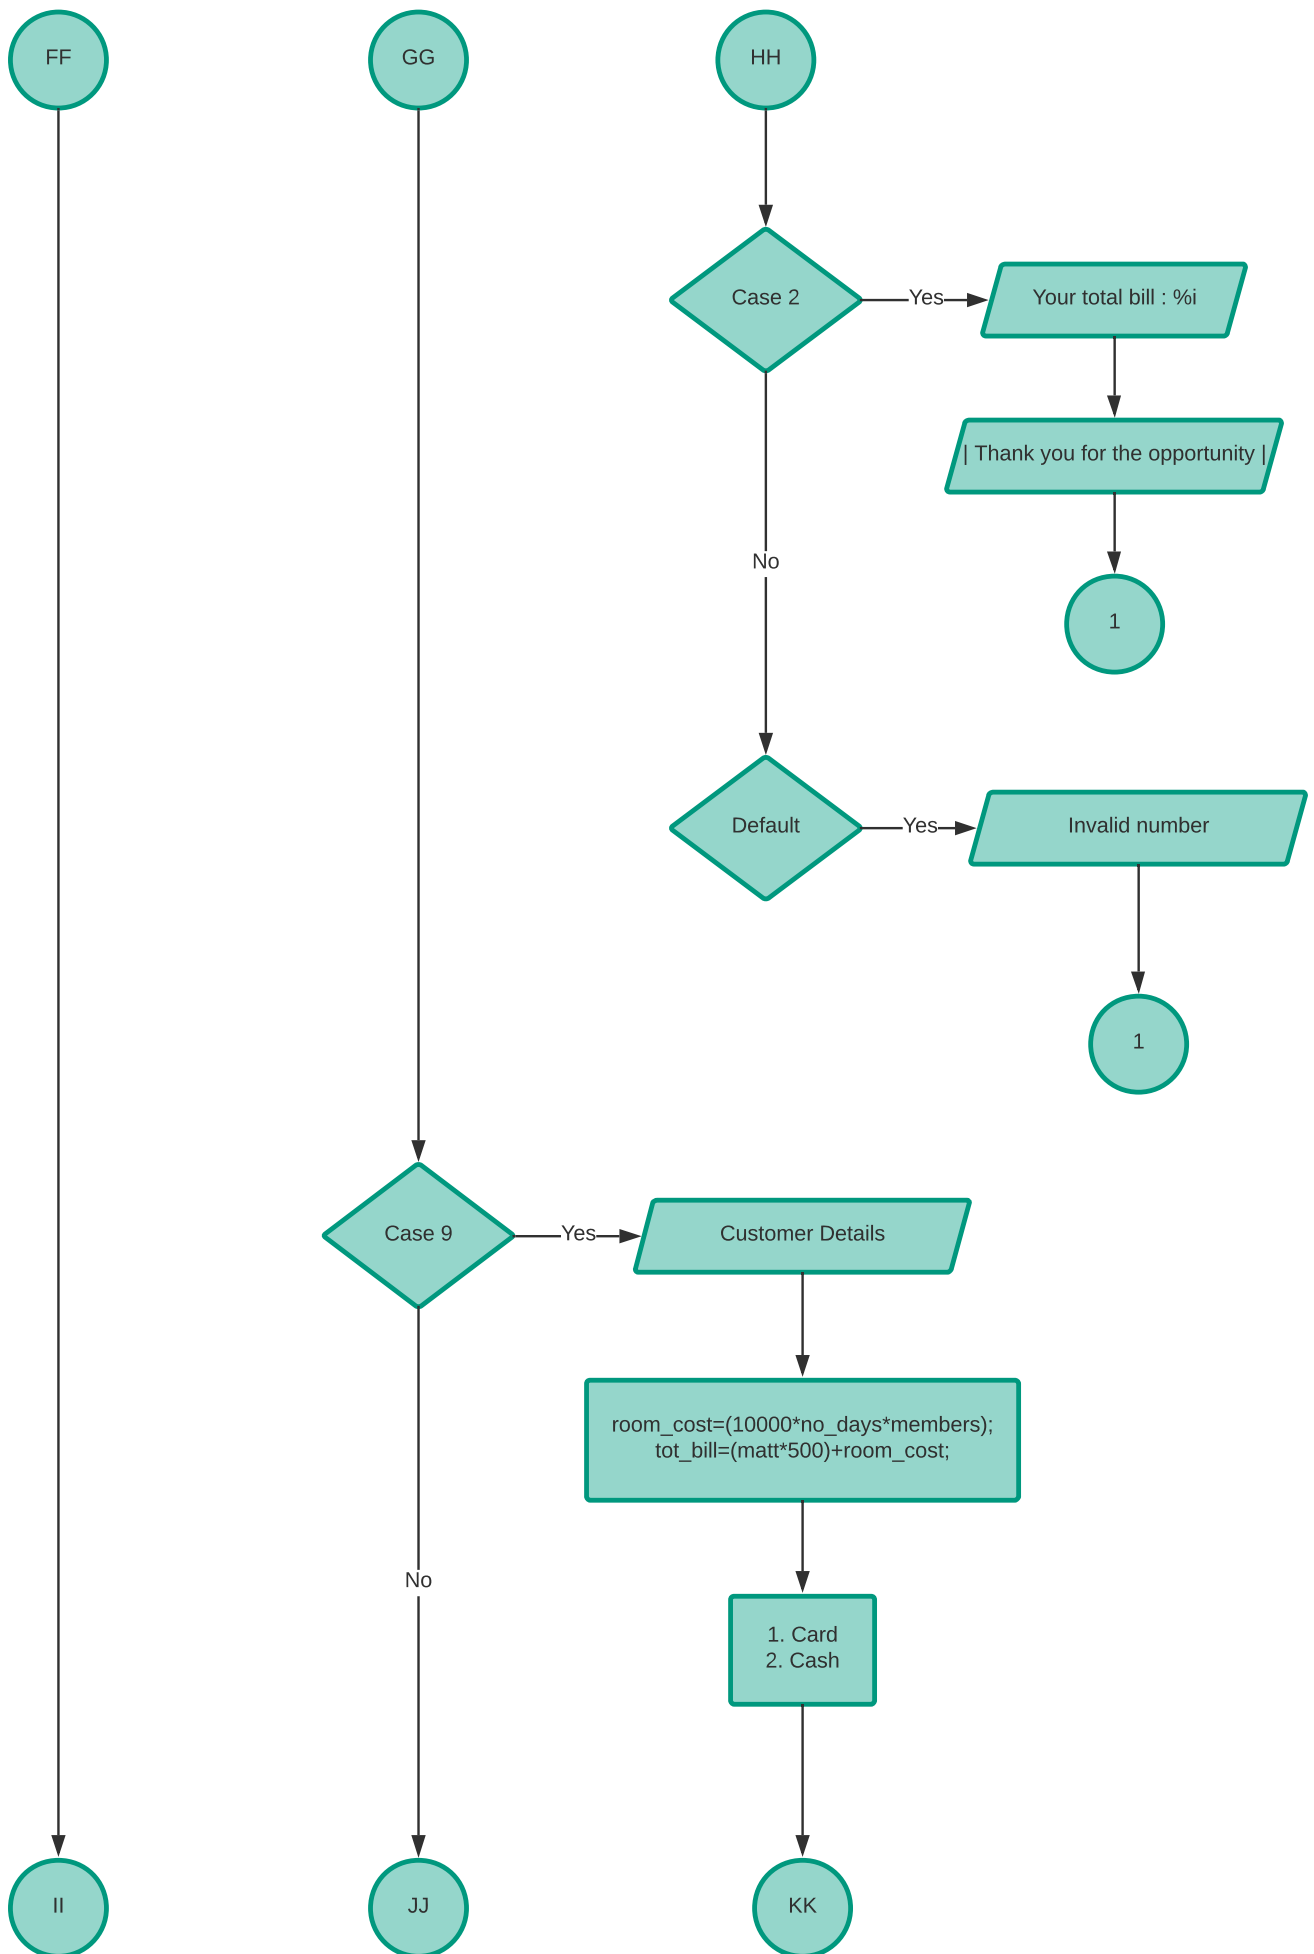 FF
GG
HH
Case 2
Yes
Your total bill : %i
| Thank you for the opportunity |
No
1
Default
Yes
Invalid number
1
Case 9
Yes
Customer Details
room_cost=(10000*no_days*members);
tot_bill=(matt*500)+room_cost;
No
1. Card
2. Cash
II
JJ
KK